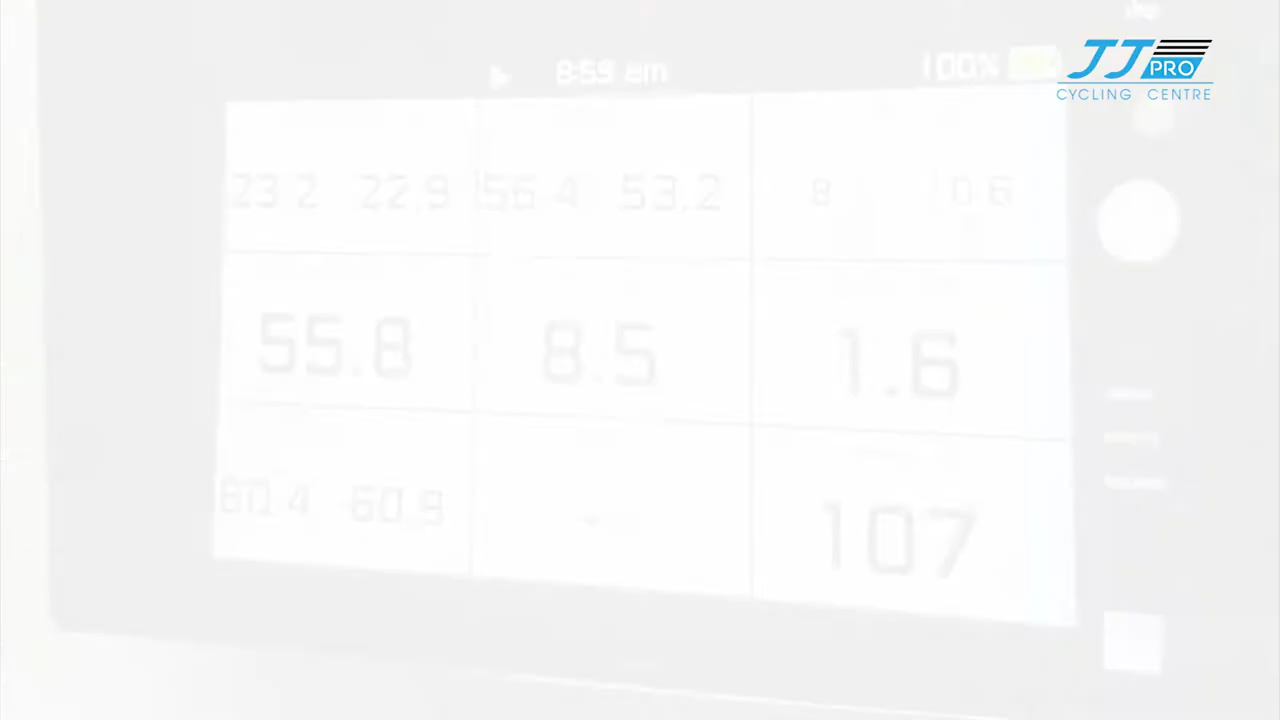 8:59 am 100%
JJ PRO
CYCLING CENTRE
23.2 22.9 56.4 53.2 8 0.6
55.8 8.5 1.6
60.4 -60.9 - 107